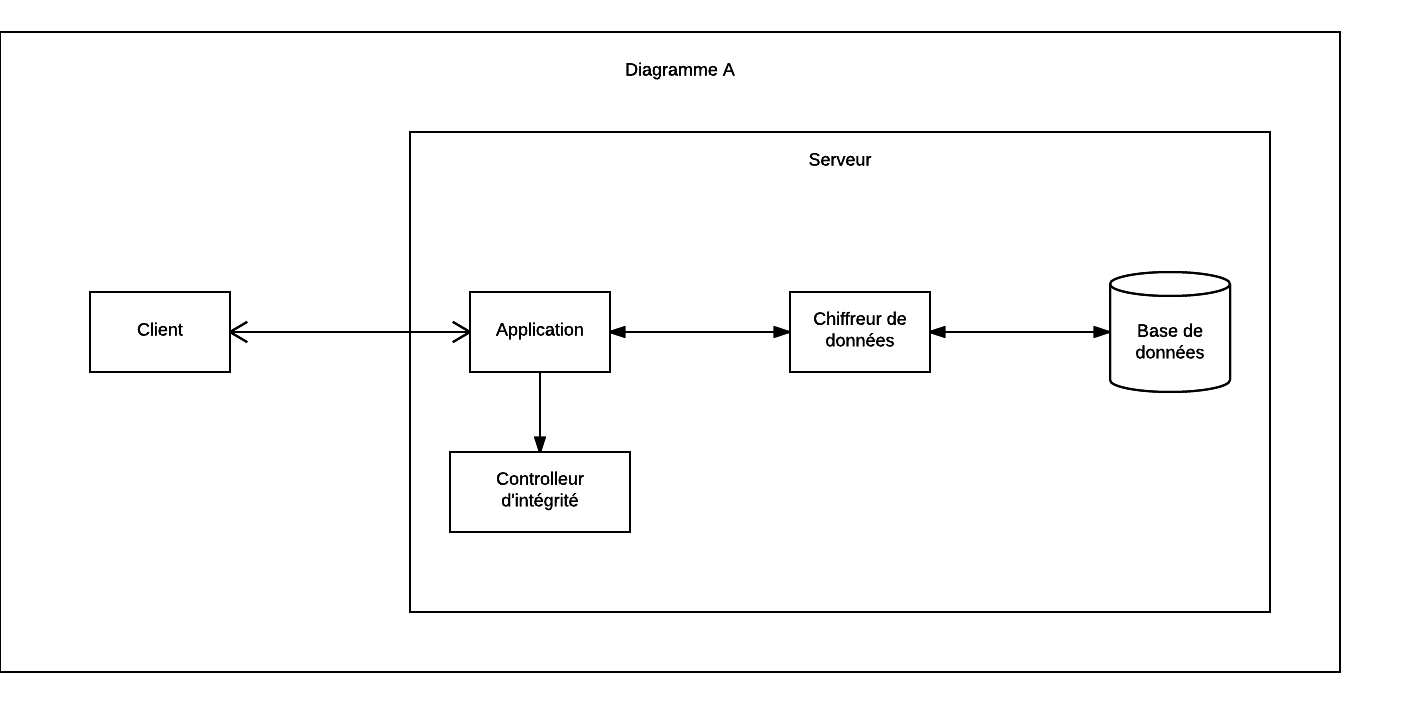 Diagramme A
Serveur
Client
Application
Chiffreur de
données
Base de
données
Controlleur
d'intégrité